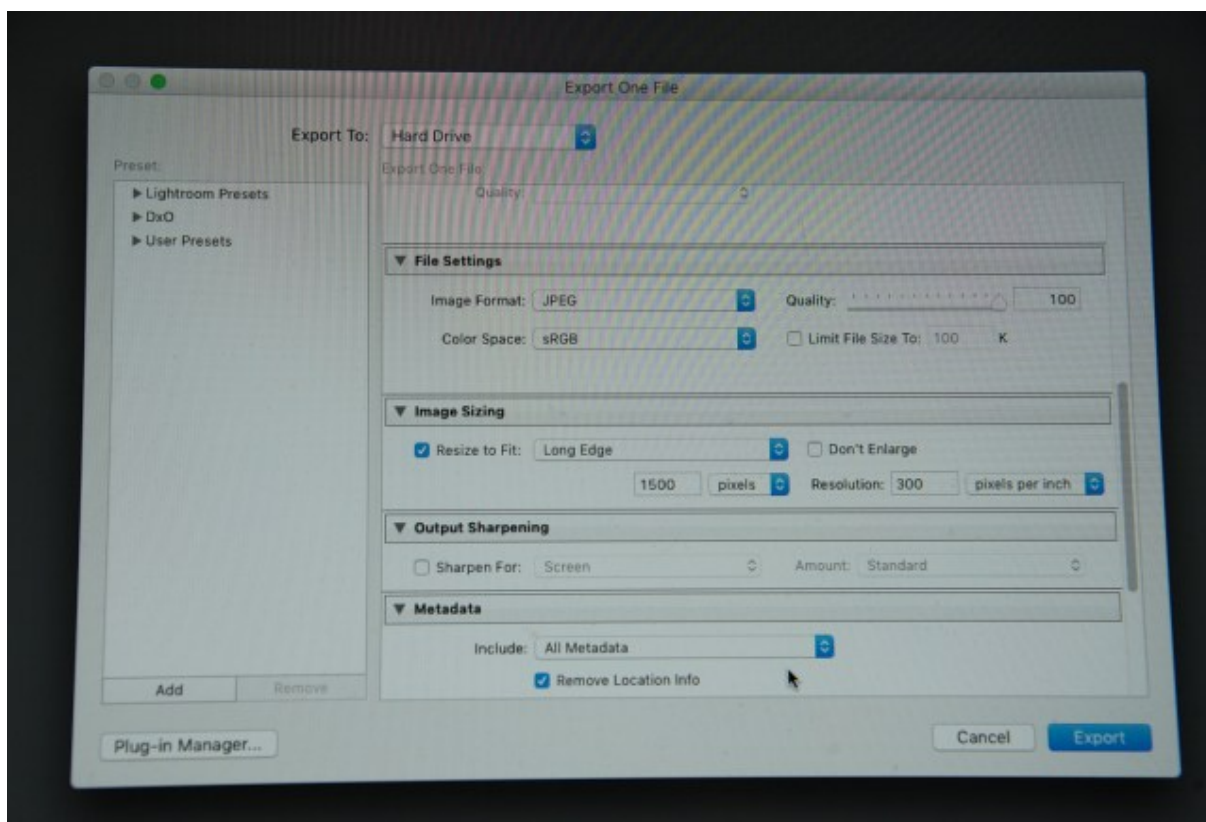 Export One File
Export To: Hard Drive
Preset:
Export One File
Lightroom Presets
DxO
User Presets
Quality:
File Settings
Image Format: JPEG Quality: 100
Color Space: sRGB Limit File Size To: 100 K
Image Sizing
Resize to Fit: Long Edge Don't Enlarge
1500 pixels Resolution: 300 pixels per inch
Output Sharpening
Sharpen For: Screen Amount: Standard
Metadata
Include: All Metadata
Remove Location Info
Add Remove
Plug-in Manager... Cancel Export